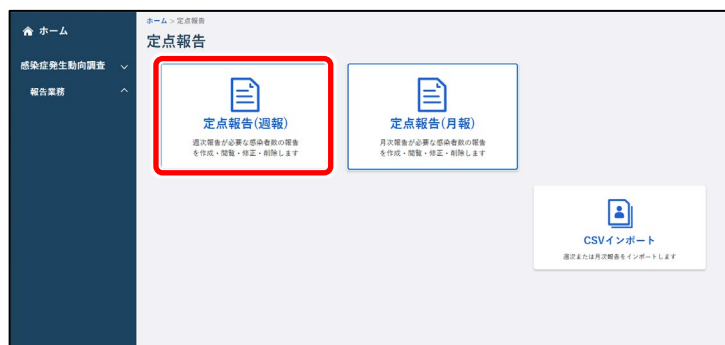 ホーム
感染症発生動向調査
報告業務
ホーム > 定点報告
定点報告
定点報告(週報)
週次報告が必要な感染者数の報告
を作成・閲覧・修正・削除します
定点報告(月報)
月次報告が必要な感染者数の報告
を作成・閲覧・修正・削除します
CSVインポート
週次または月次報告をインポートします